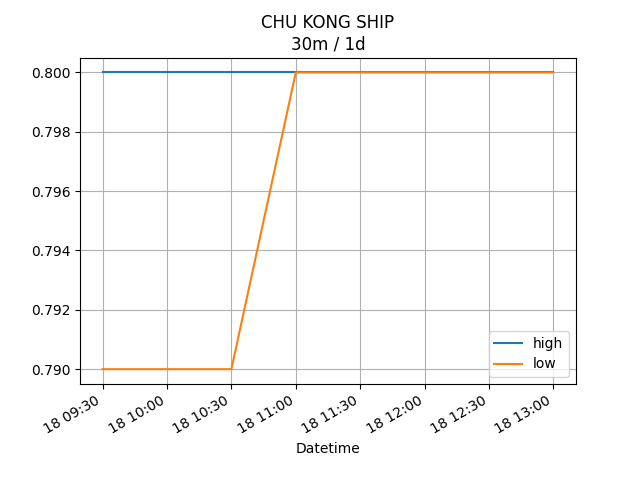 CHU KONG SHIP
30m / 1d
0.800
0.798
0.796
0.794
0.792
0.790
high
low
18 09:30
18 10:00
18 10:30
18 11:00
18 11:30
18 12:00
18 12:30
18 13:00
Datetime